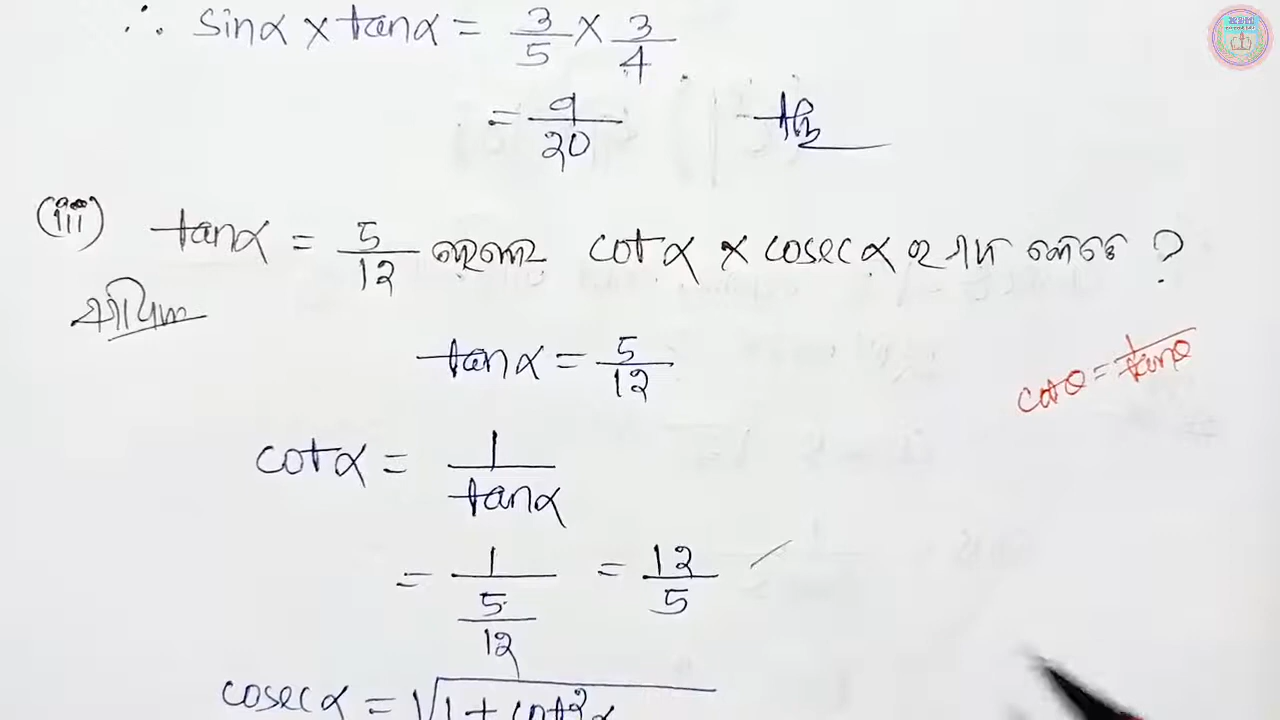 ∴ sinα × tanα = 3/5 × 3/4
= 9/20
(iii) tanα = 5/12 ହେଲେ cotα × cosecα ର ମାନ କେତେ ?
tanα = 5/12
cotθ = 1/tanθ
cotα = 1/tanα
= 1/(5/12) = 12/5
cosecα = √1 + cot²α